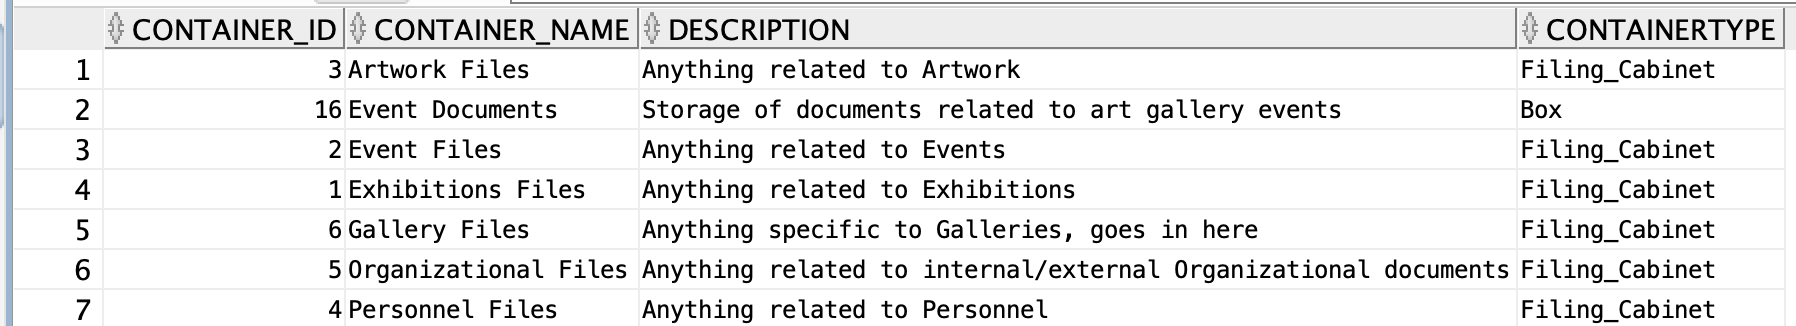 CONTAINER_ID CONTAINER_NAME DESCRIPTION CONTAINERTYPE
1 3 Artwork Files Anything related to Artwork Filing_Cabinet
2 16 Event Documents Storage of documents related to art gallery events Box
3 2 Event Files Anything related to Events Filing_Cabinet
4 1 Exhibitions Files Anything related to Exhibitions Filing_Cabinet
5 6 Gallery Files Anything specific to Galleries, goes in here Filing_Cabinet
6 5 Organizational Files Anything related to internal/external Organizational documents Filing_Cabinet
7 4 Personnel Files Anything related to Personnel Filing_Cabinet